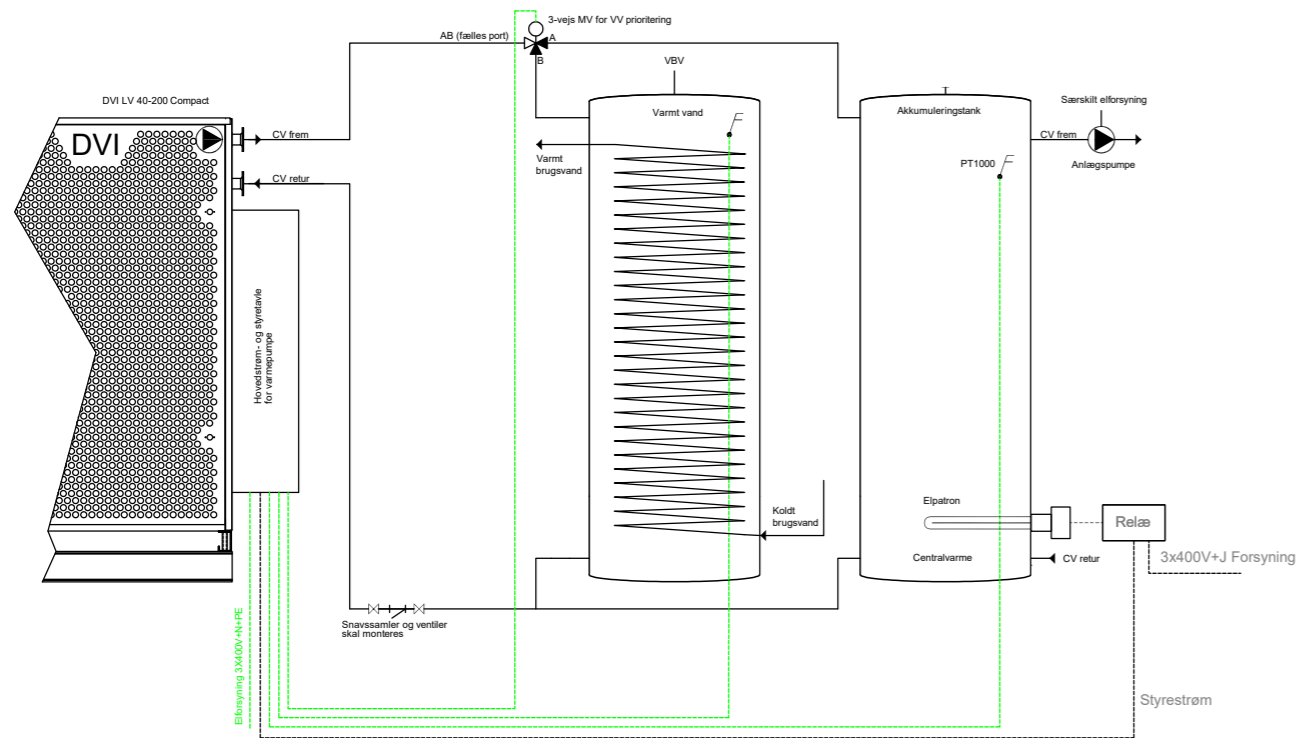 3-vejs MV for VV prioritering
AB (fælles port)
A
B
VBV
DVI LV 40-200 Compact
Varmt vand
Akkumuleringstank
Særskilt elforsyning
DVI
CV frem
CV frem
Anlægspumpe
Varmt
brugsvand
PT1000
CV retur
Hovedstrøm- og styretavle
for varmepumpe
Koldt
brugsvand
Elpatron
Relæ
Centralvarme
CV retur
3x400V+J Forsyning
Snavssamler og ventiler
skal monteres
Elforsyning 3X400V+N+PE
Styrestrøm